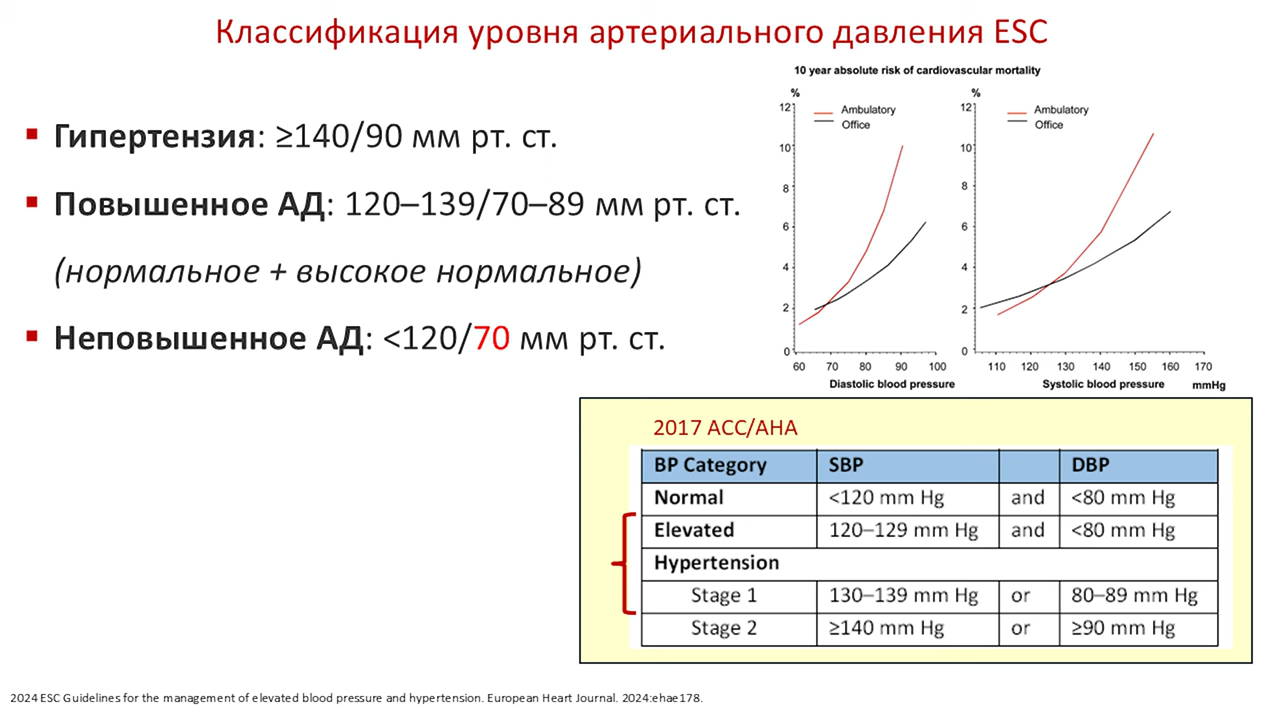 Классификация уровня артериального давления ESC
▪ Гипертензия: ≥140/90 мм рт. ст.
▪ Повышенное АД: 120–139/70–89 мм рт. ст.
(нормальное + высокое нормальное)
▪ Неповышенное АД: <120/70 мм рт. ст.
10 year absolute risk of cardiovascular mortality
%
12
10
8
6
4
2
0
Ambulatory
Office
60 70 80 90 100
Diastolic blood pressure
%
12
10
8
6
4
2
0
Ambulatory
Office
110 120 130 140 150 160 170
Systolic blood pressure mmHg
2017 ACC/AHA
BP Category SBP DBP
Normal <120 mm Hg and <80 mm Hg
Elevated 120–129 mm Hg and <80 mm Hg
Hypertension
Stage 1 130–139 mm Hg or 80–89 mm Hg
Stage 2 ≥140 mm Hg or ≥90 mm Hg
2024 ESC Guidelines for the management of elevated blood pressure and hypertension. European Heart Journal. 2024:ehae178.